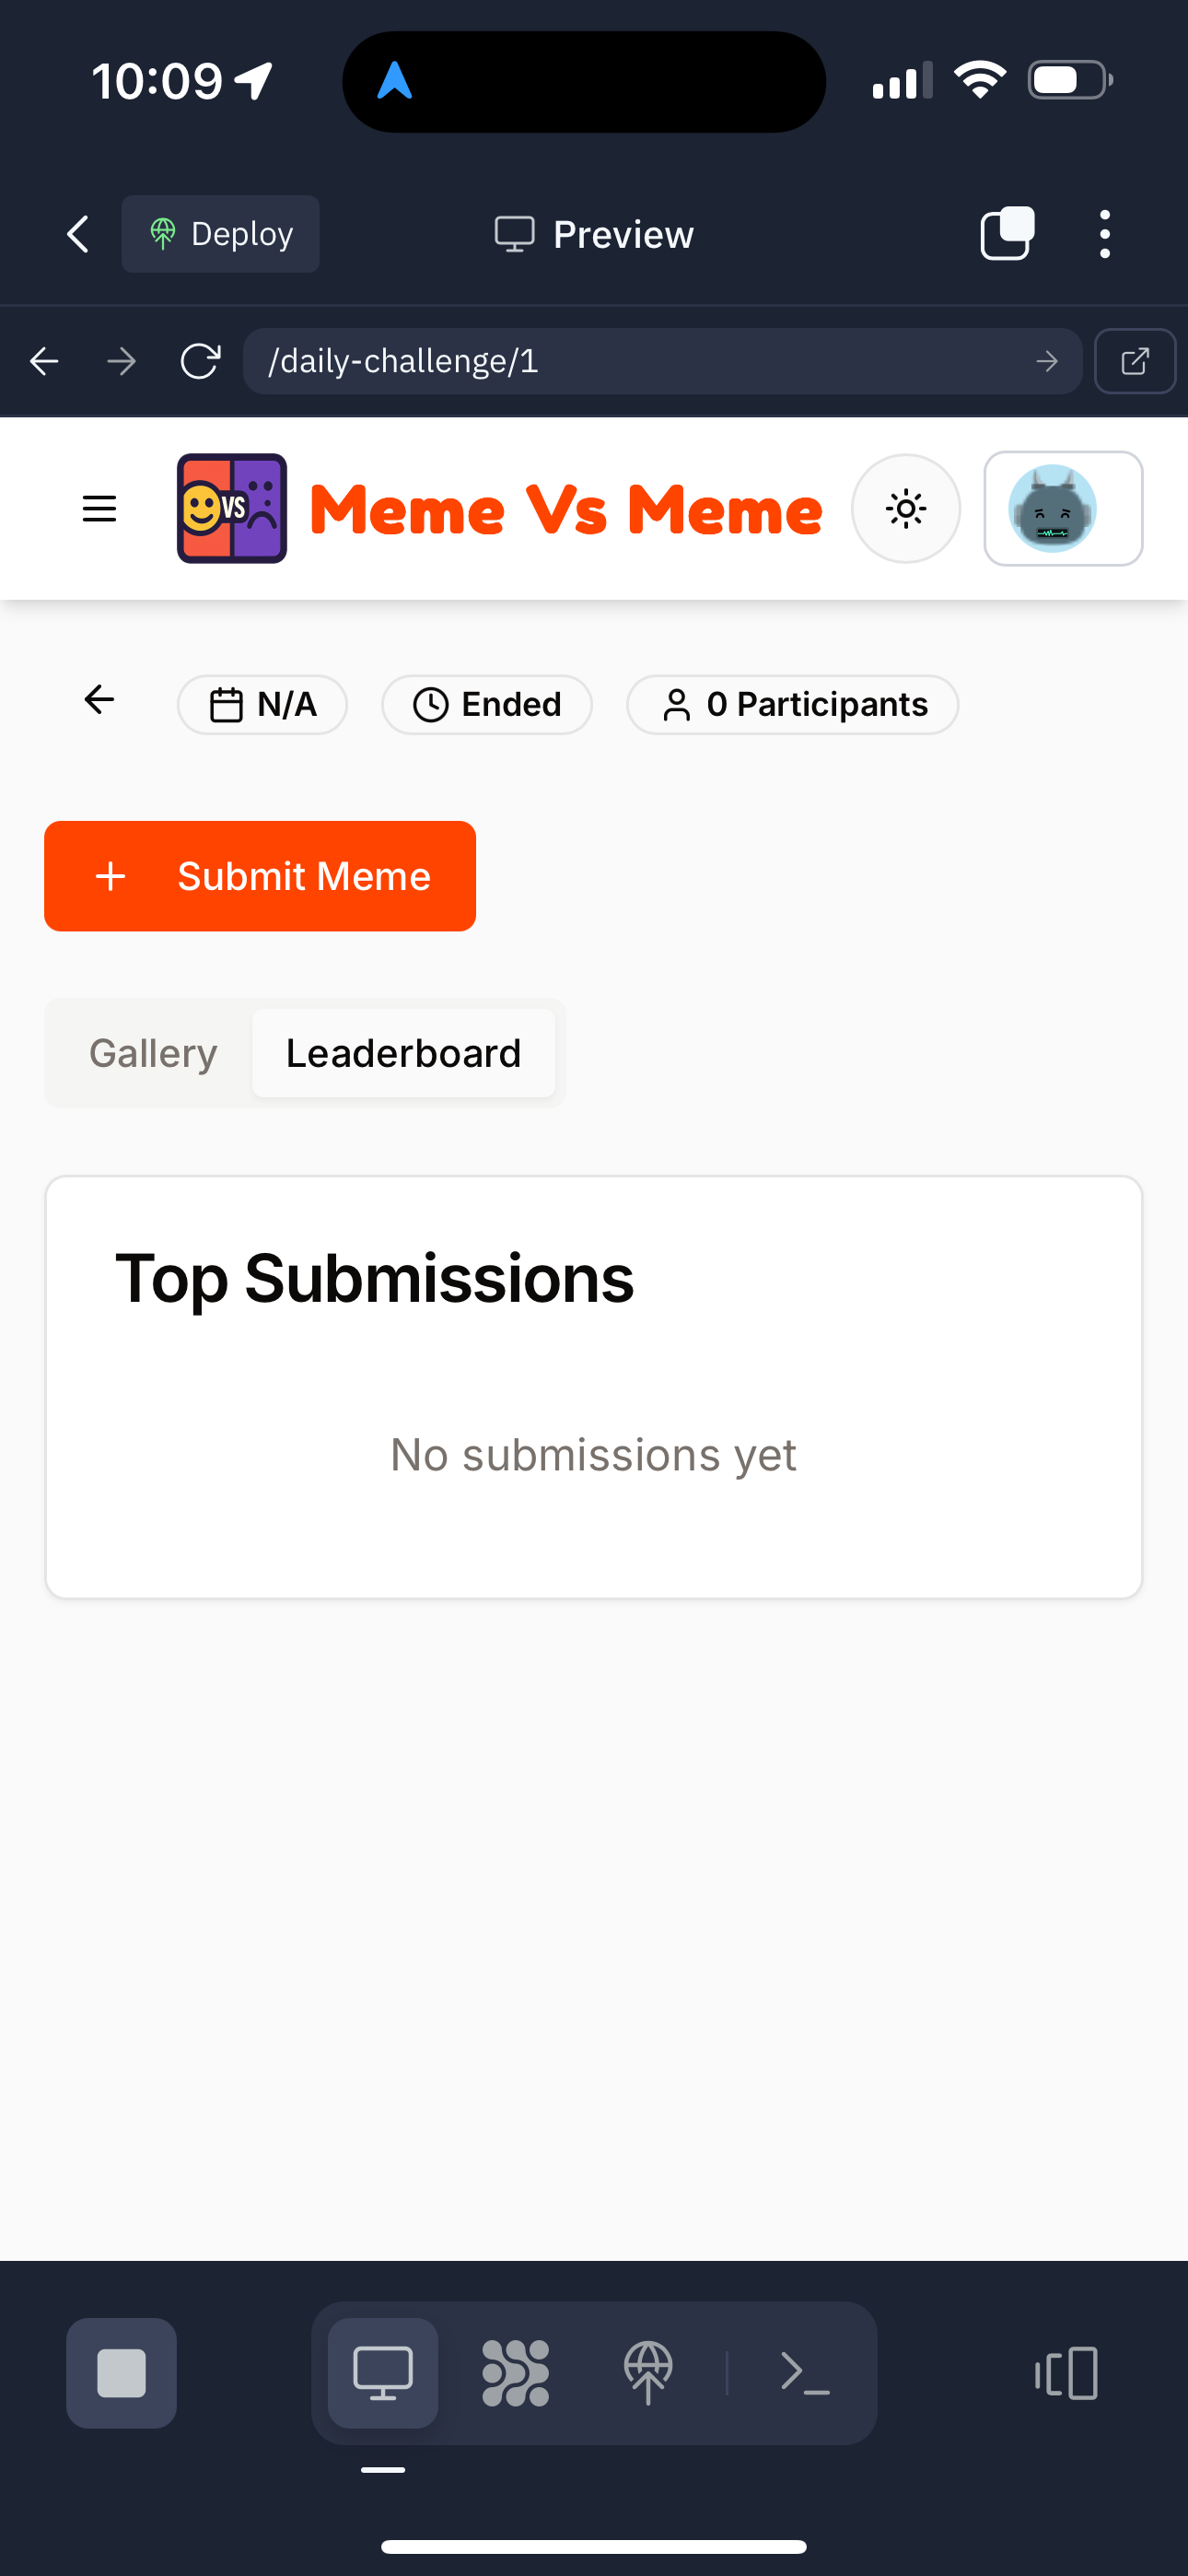 10:09
Deploy
Preview
/daily-challenge/1
VS
Meme Vs Meme
N/A
Ended
0 Participants
Submit Meme
Gallery
Leaderboard
Top Submissions
No submissions yet